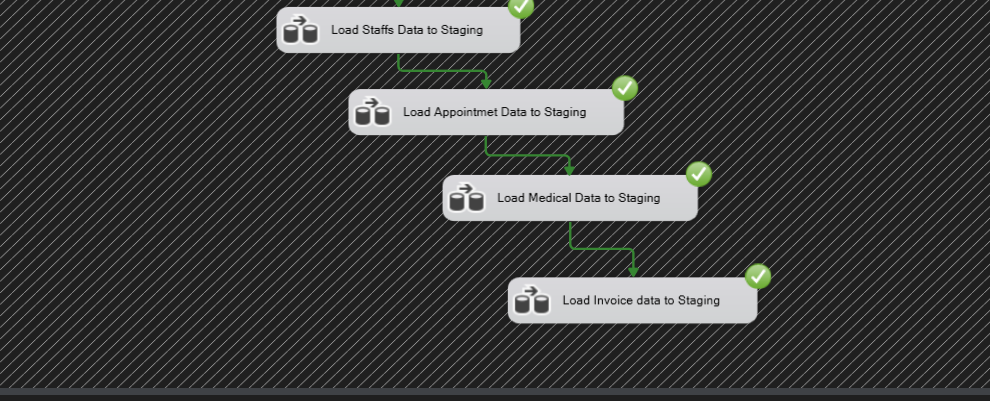 Load Staffs Data to Staging
Load Appointmet Data to Staging
Load Medical Data to Staging
Load Invoice data to Staging